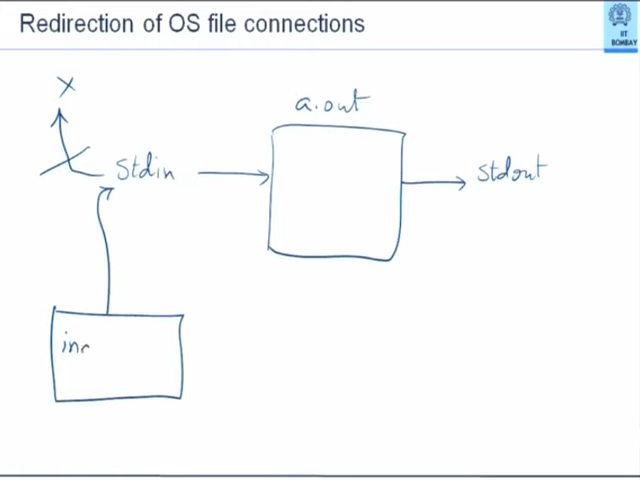 Redirection of OS file connections
IIT
BOMBAY
X
a.out
stdin
stdout
inc